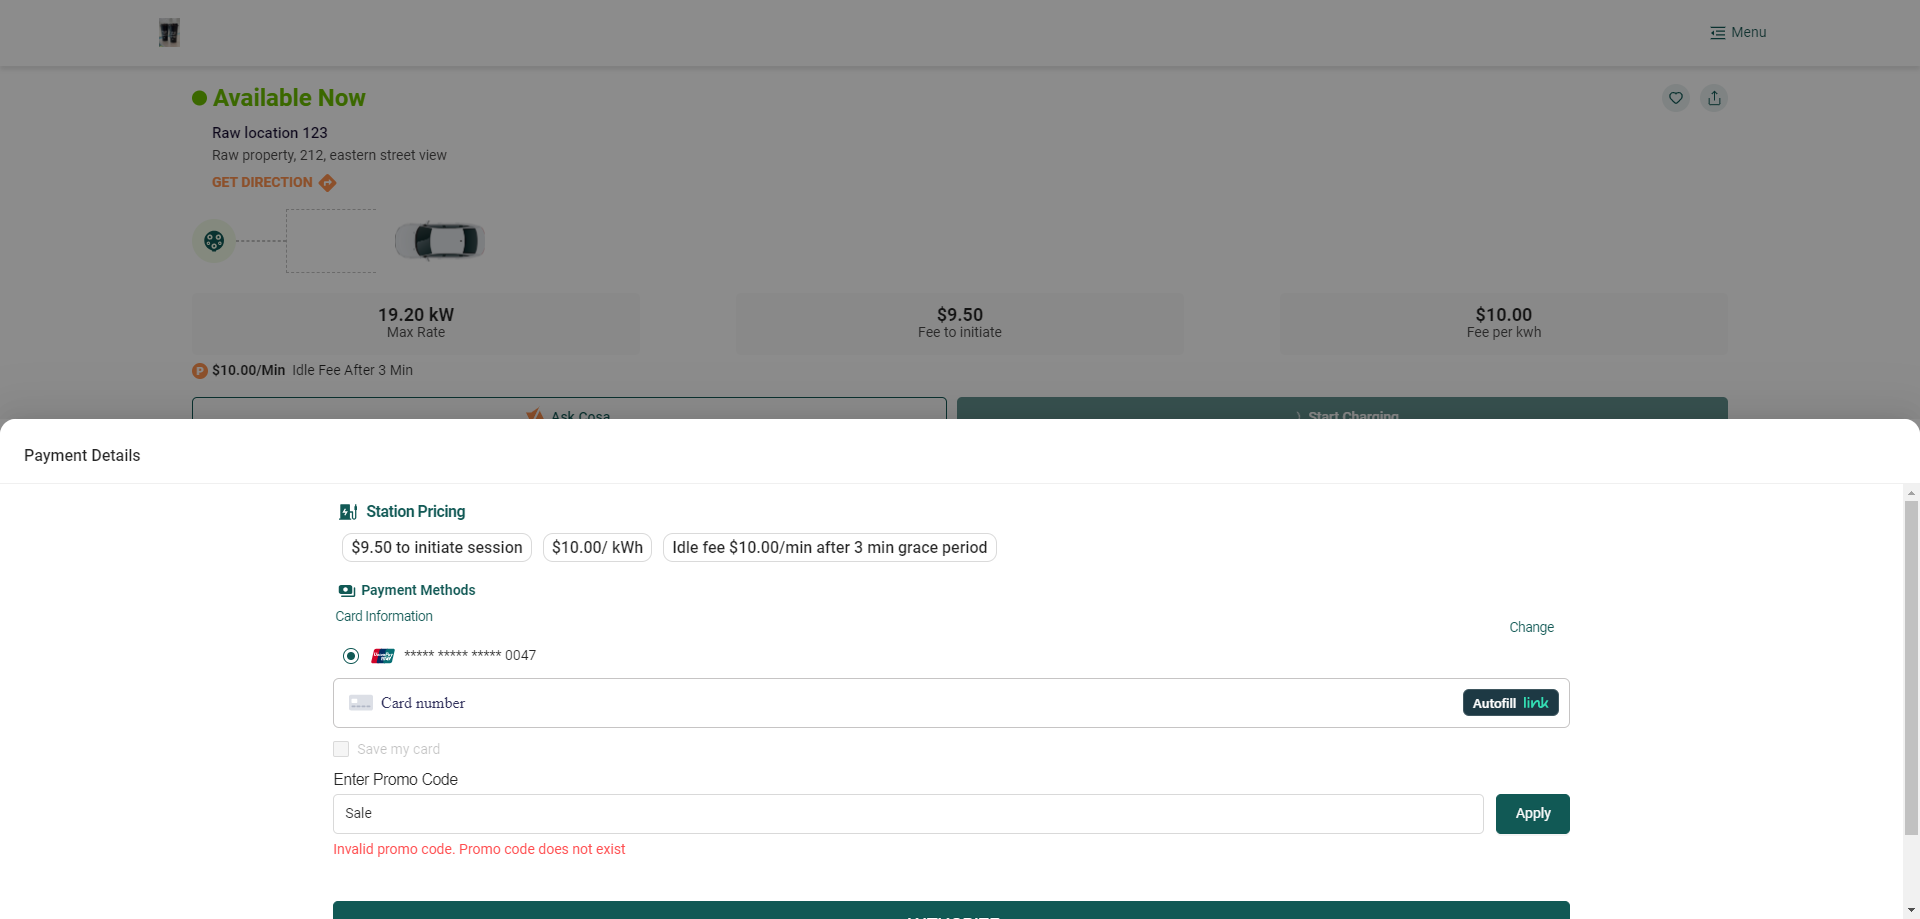 Menu
Available Now
Raw location 123
Raw property, 212, eastern street view
GET DIRECTION
19.20 kW
Max Rate
$9.50
Fee to initiate
$10.00
Fee per kwh
P $10.00/Min Idle Fee After 3 Min
Ask Cosa
Start Charging
Payment Details
Station Pricing
$9.50 to initiate session
$10.00/ kWh
Idle fee $10.00/min after 3 min grace period
Payment Methods
Card Information
Change
***** ***** ***** 0047
Card number
Autofill link
Save my card
Enter Promo Code
Sale
Apply
Invalid promo code. Promo code does not exist